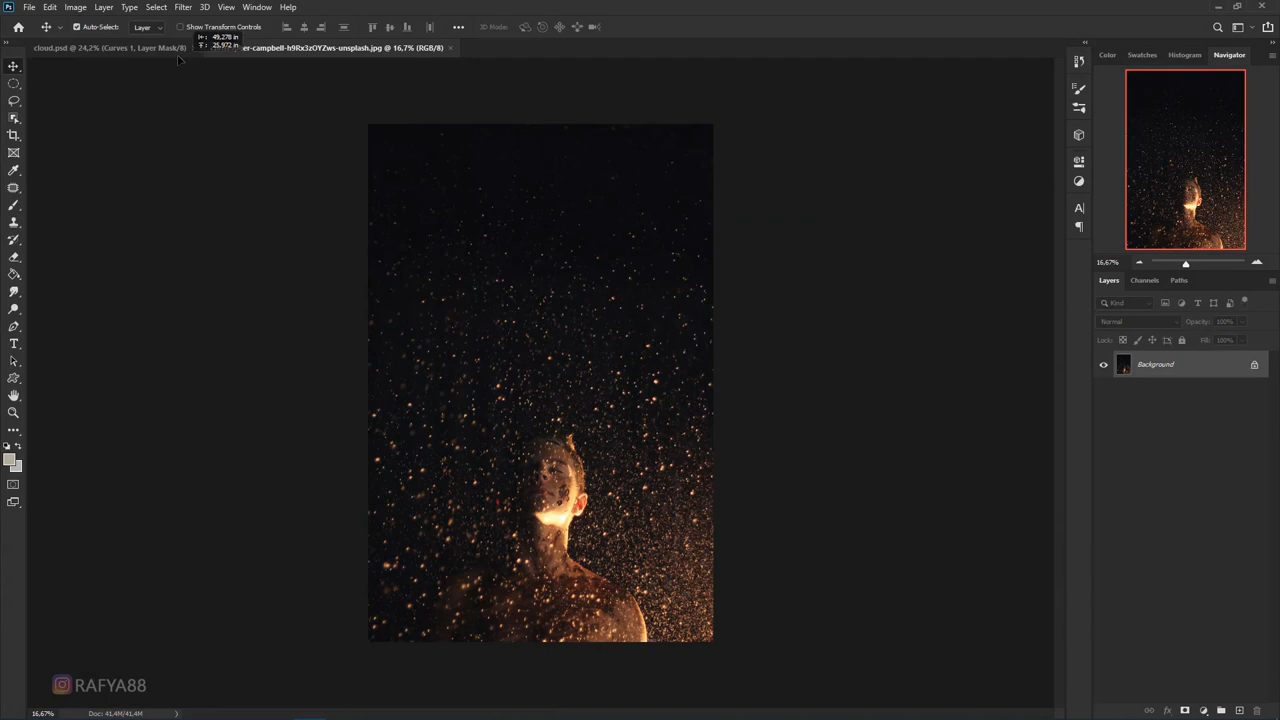 Ps File Edit Image Layer Type Select Filter 3D View Window Help
Auto-Select: Layer Show Transform Controls 3D Mode:
49,278 in
25,972 in
cloud.psd @ 24,2% (Curves 1, Layer Mask/8) er-campbell-h9Rx3zOYZws-unsplash.jpg @ 16,7% (RGB/8)
Color Swatches Histogram Navigator
16.67%
Layers Channels Paths
Kind
Normal Opacity: 100%
Lock: Fill: 100%
Background
RAFYA88
16,67% Doc: 41,4M/41,4M